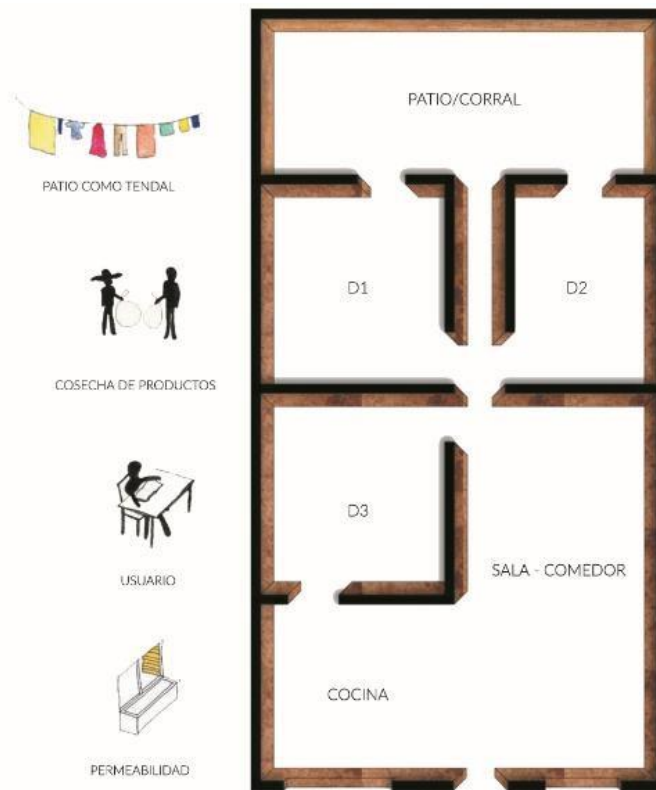 PATIO/CORRAL
PATIO COMO TENDAL
D1
D2
COSECHA DE PRODUCTOS
D3
SALA - COMEDOR
USUARIO
COCINA
PERMEABILIDAD